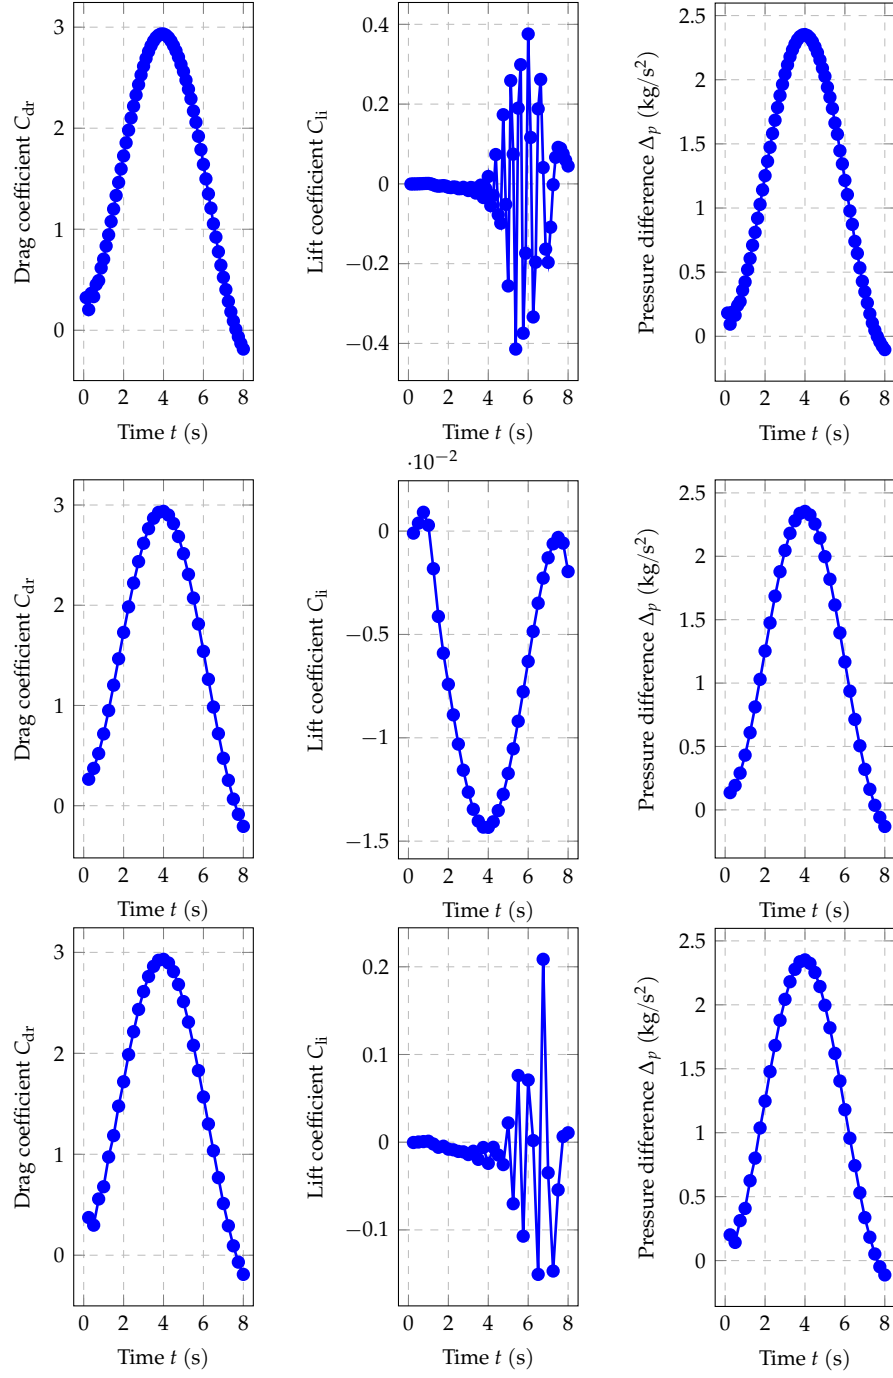 Drag coefficient C_dr
3
2
1
0
0 2 4 6 8
Time t (s)
Lift coefficient C_li
0.4
0.2
0
−0.2
−0.4
0 2 4 6 8
Time t (s)
Pressure difference Δ_p (kg/s²)
2.5
2
1.5
1
0.5
0
0 2 4 6 8
Time t (s)
Drag coefficient C_dr
3
2
1
0
0 2 4 6 8
Time t (s)
Lift coefficient C_li
·10⁻²
0
−0.5
−1
−1.5
0 2 4 6 8
Time t (s)
Pressure difference Δ_p (kg/s²)
2.5
2
1.5
1
0.5
0
0 2 4 6 8
Time t (s)
Drag coefficient C_dr
3
2
1
0
0 2 4 6 8
Time t (s)
Lift coefficient C_li
0.2
0.1
0
−0.1
0 2 4 6 8
Time t (s)
Pressure difference Δ_p (kg/s²)
2.5
2
1.5
1
0.5
0
0 2 4 6 8
Time t (s)